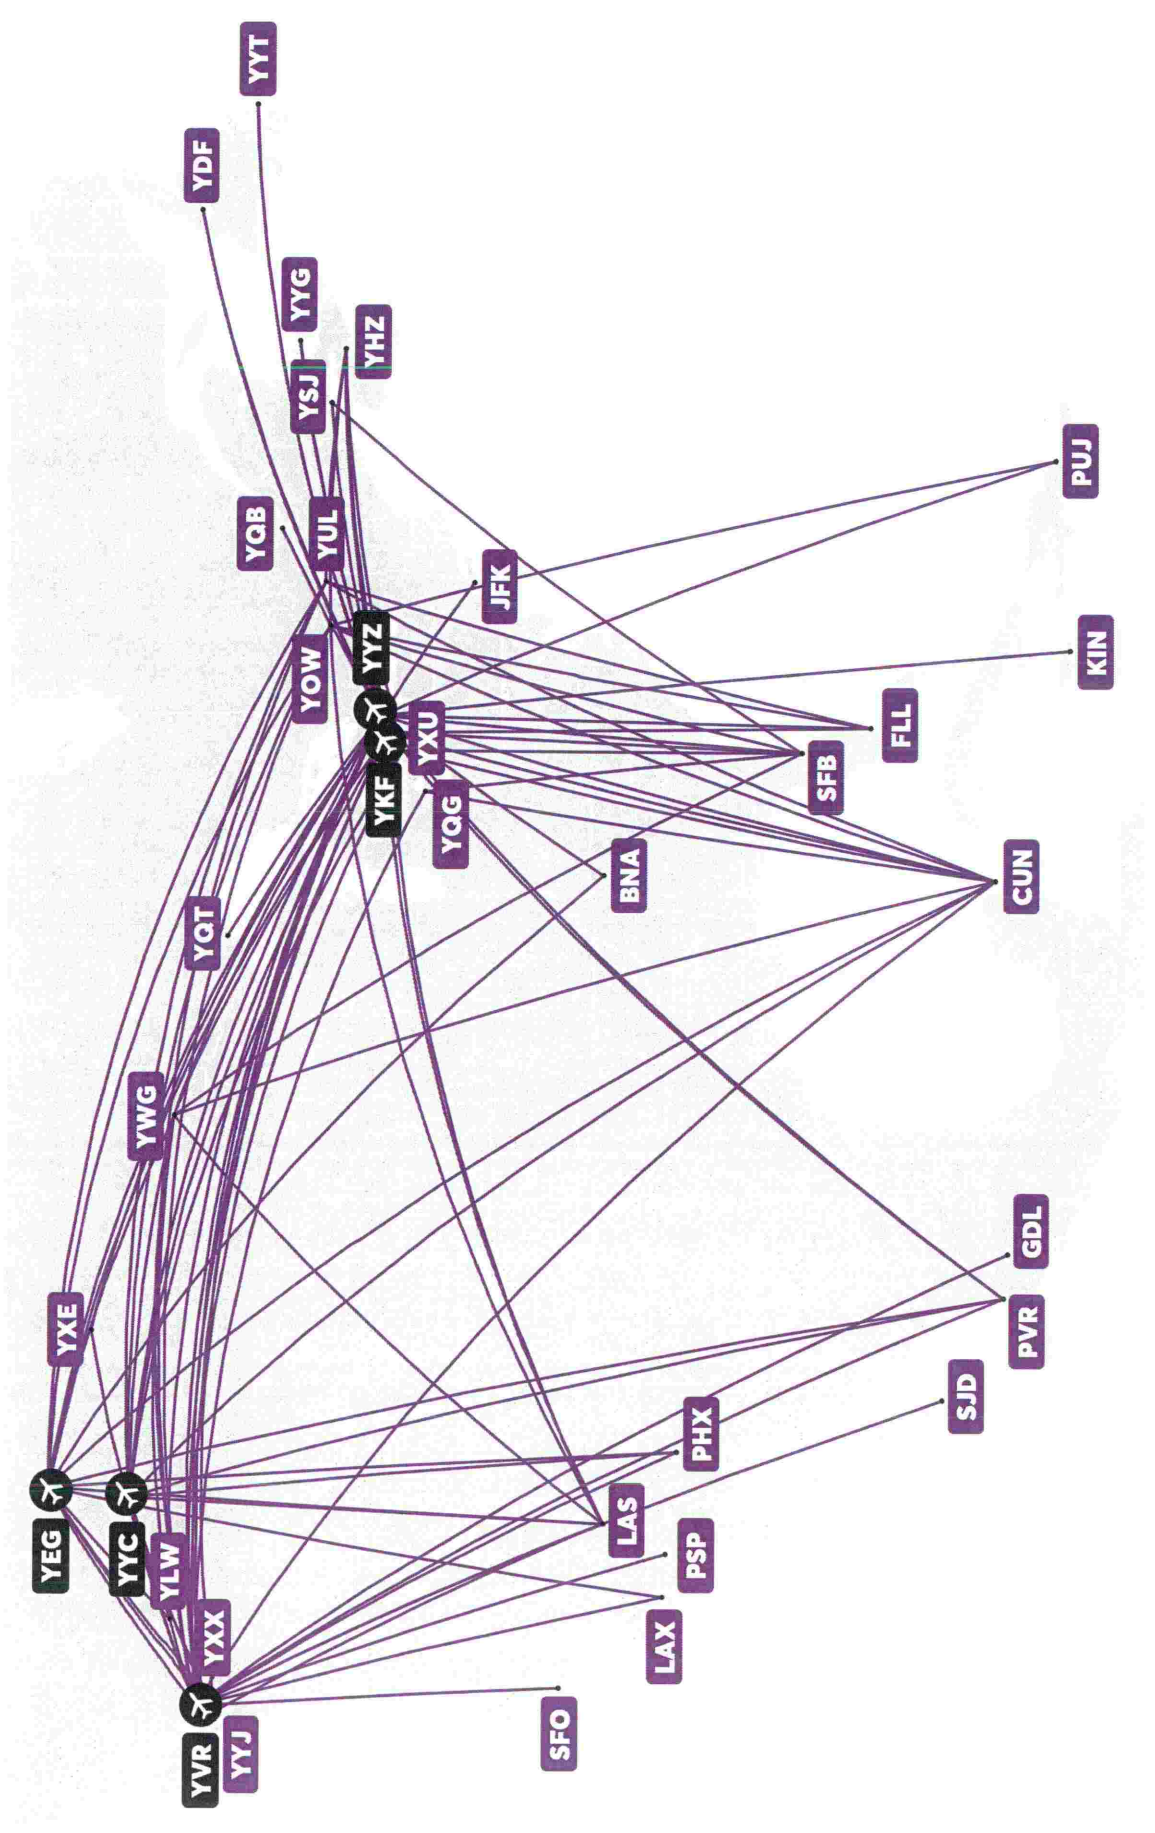 YYT
YDF
YYG
YHZ
YSJ
PUJ
YQB
YUL
JFK
YYZ
YOW
KIN
YXU
FLL
YKF
SFB
YQG
BNA
CUN
YQT
YWG
GDL
YXE
PVR
SJD
PHX
LAS
YEG
YYC
YLW
PSP
YXX
LAX
SFO
YVR
YYJ